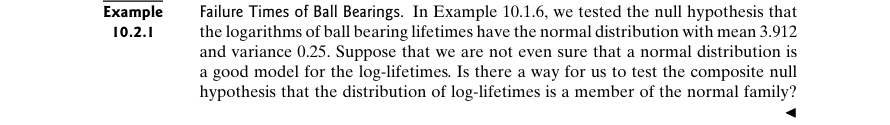 Example
10.2.1
Failure Times of Ball Bearings. In Example 10.1.6, we tested the null hypothesis that
the logarithms of ball bearing lifetimes have the normal distribution with mean 3.912
and variance 0.25. Suppose that we are not even sure that a normal distribution is
a good model for the log-lifetimes. Is there a way for us to test the composite null
hypothesis that the distribution of log-lifetimes is a member of the normal family?
◄